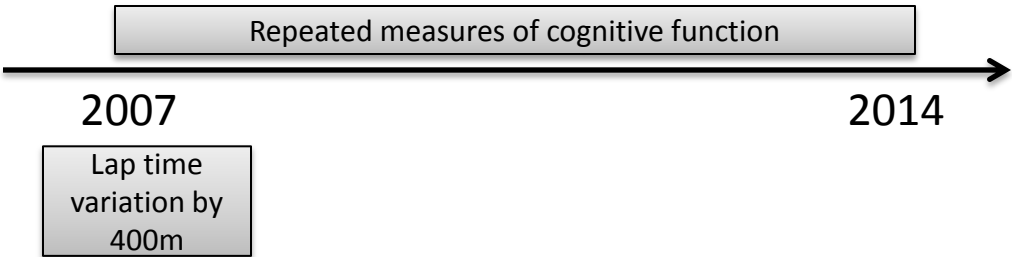 Repeated measures of cognitive function
2007
2014
Lap time
variation by
400m